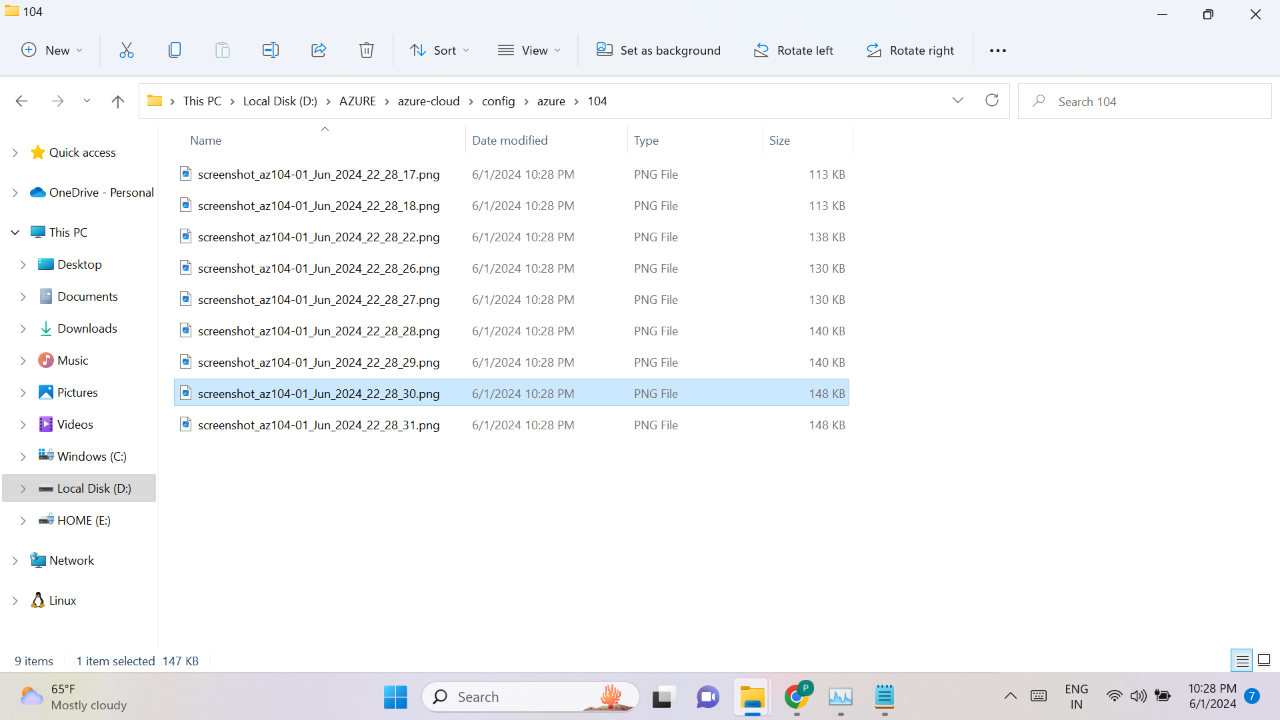 104
New
Sort
View
Set as background
Rotate left
Rotate right
This PC
Local Disk (D:)
AZURE
azure-cloud
config
azure
104
Search 104
Name
Date modified
Type
Size
Quick access
OneDrive - Personal
This PC
Desktop
Documents
Downloads
Music
Pictures
Videos
Windows (C:)
Local Disk (D:)
HOME (E:)
Network
Linux
screenshot_az104-01_Jun_2024_22_28_17.png 6/1/2024 10:28 PM PNG File 113 KB
screenshot_az104-01_Jun_2024_22_28_18.png 6/1/2024 10:28 PM PNG File 113 KB
screenshot_az104-01_Jun_2024_22_28_22.png 6/1/2024 10:28 PM PNG File 138 KB
screenshot_az104-01_Jun_2024_22_28_26.png 6/1/2024 10:28 PM PNG File 130 KB
screenshot_az104-01_Jun_2024_22_28_27.png 6/1/2024 10:28 PM PNG File 130 KB
screenshot_az104-01_Jun_2024_22_28_28.png 6/1/2024 10:28 PM PNG File 140 KB
screenshot_az104-01_Jun_2024_22_28_29.png 6/1/2024 10:28 PM PNG File 140 KB
screenshot_az104-01_Jun_2024_22_28_30.png 6/1/2024 10:28 PM PNG File 148 KB
screenshot_az104-01_Jun_2024_22_28_31.png 6/1/2024 10:28 PM PNG File 148 KB
9 items
1 item selected 147 KB
65°F
Mostly cloudy
Search
P
ENG
IN
10:28 PM
6/1/2024
7